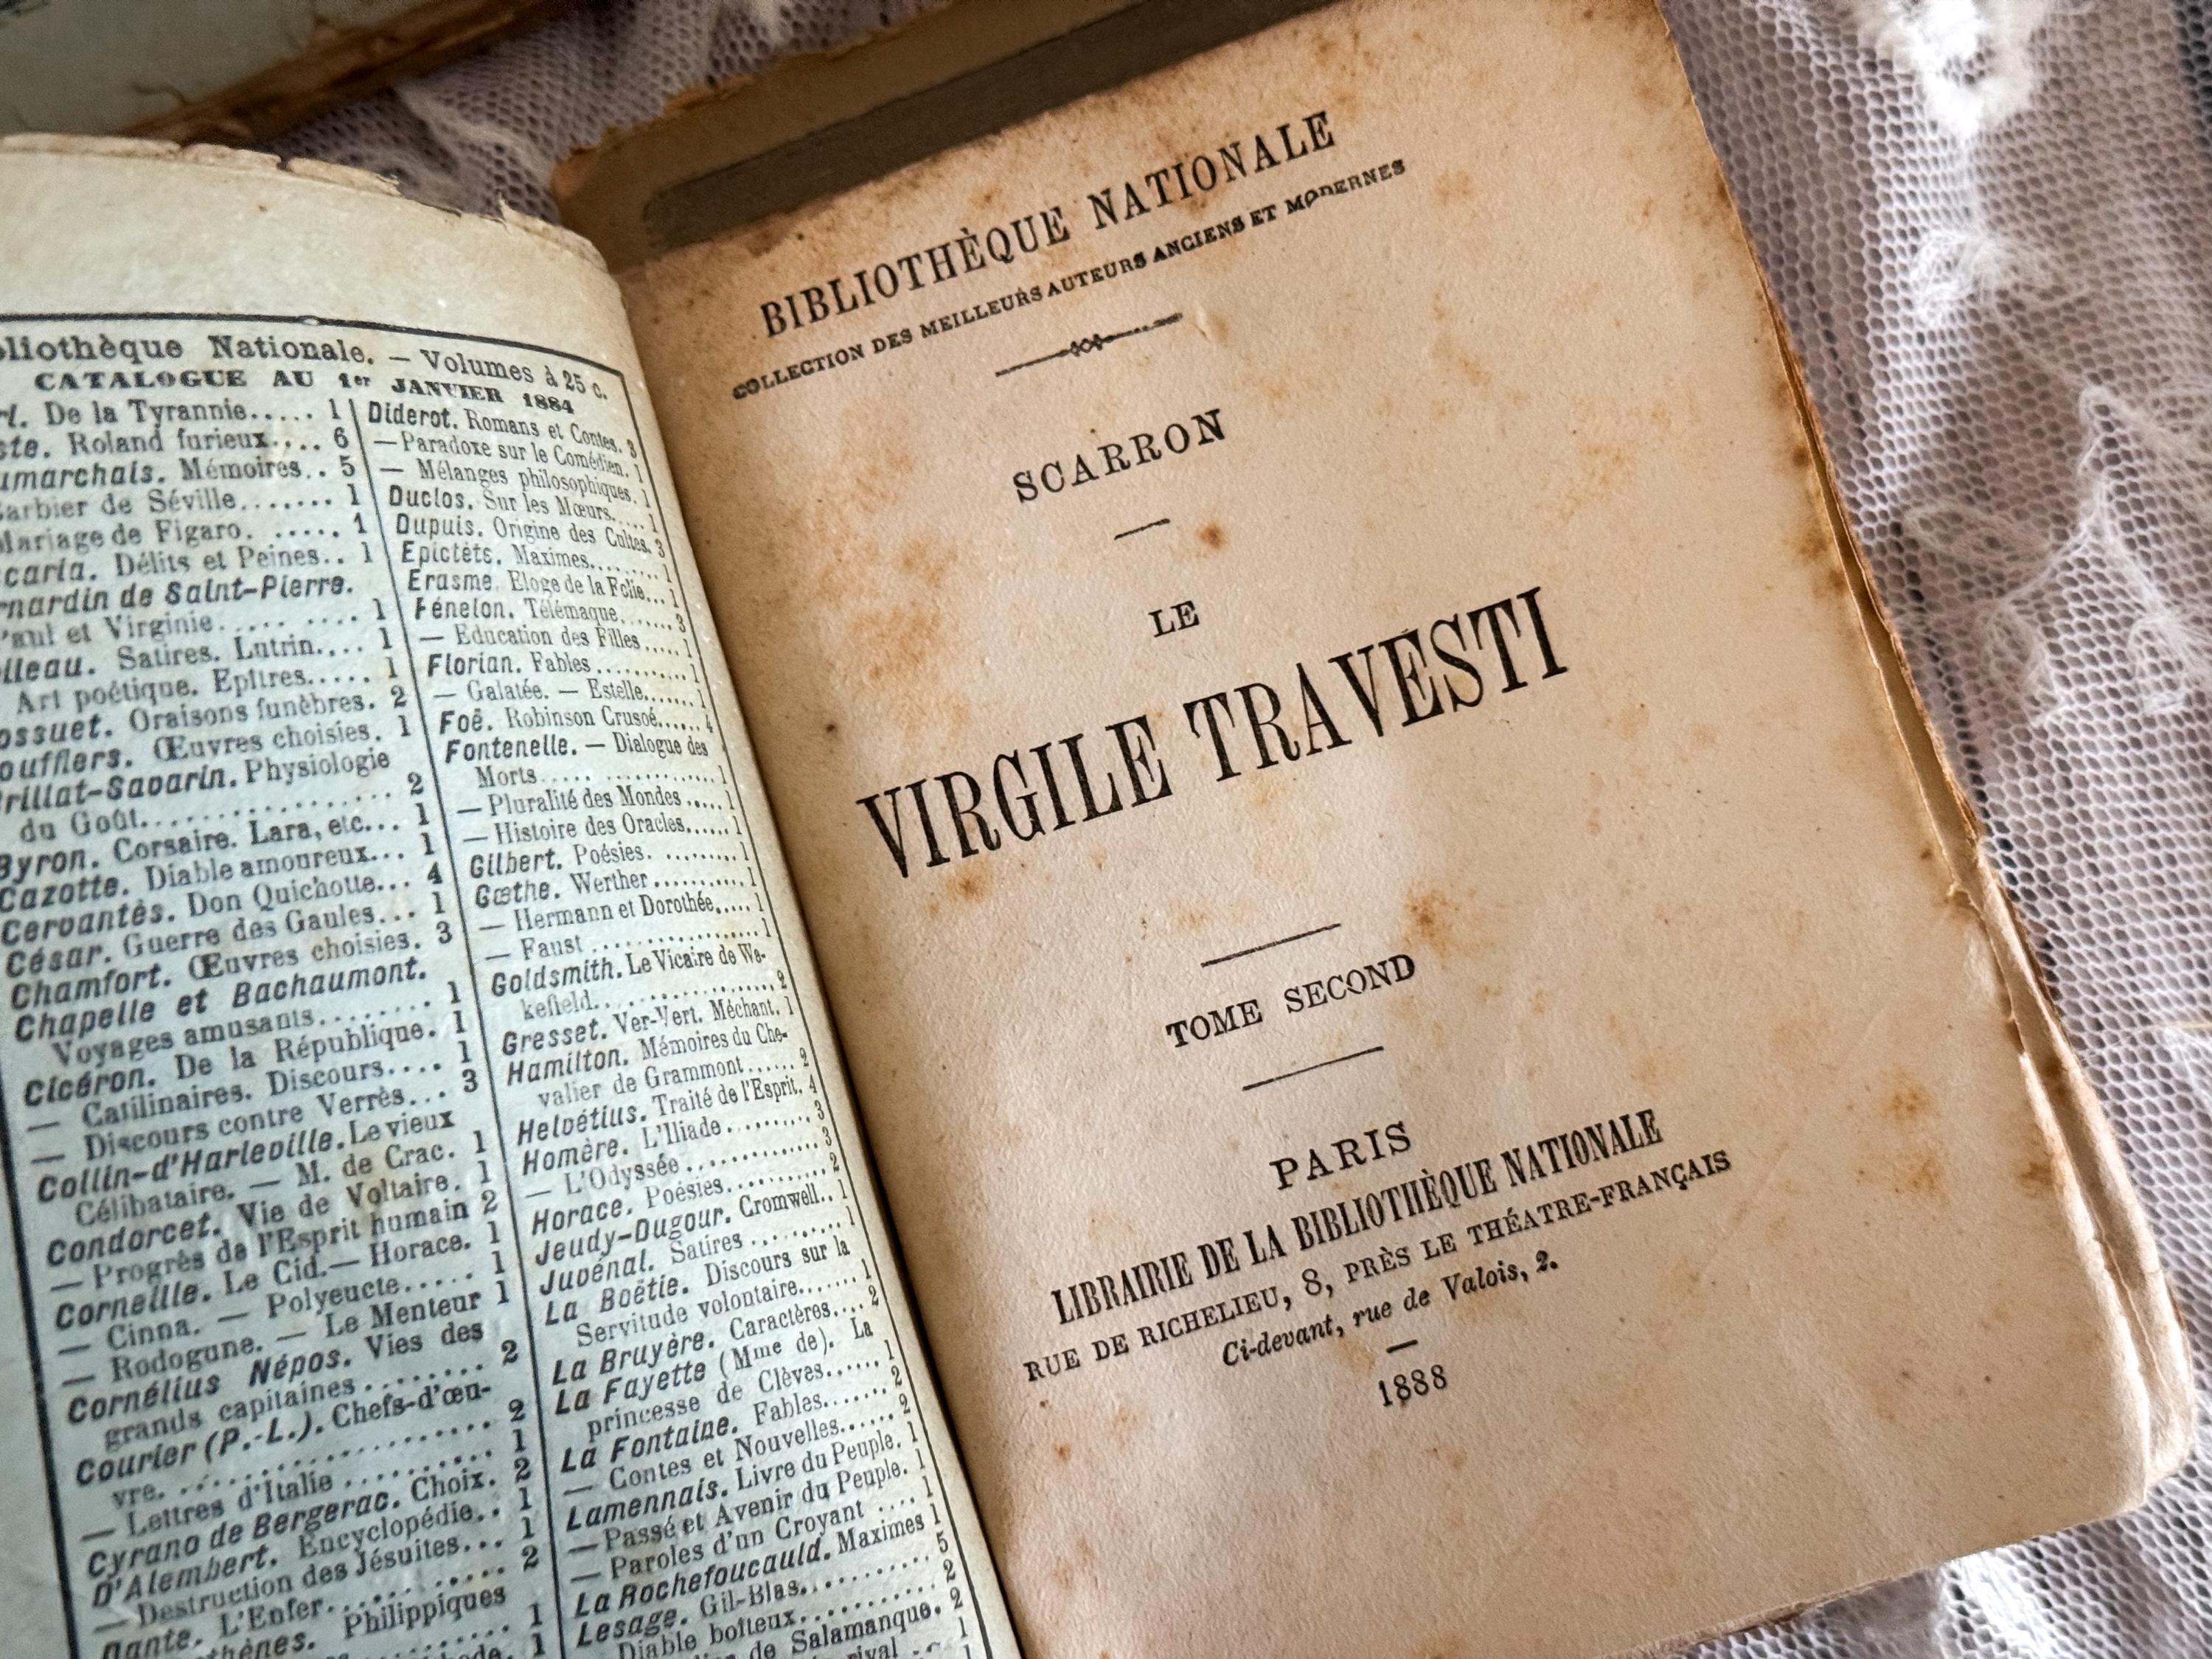 Nationale. — Volumes à 25 c.
CATALOGUE AU 1er JANVIER 1884
De la Tyrannie..... 1
Roland furieux.... 6
Mémoires.. 5
de Séville....... 1
Mariage de Figaro. ..... 1
Délits et Peines.. 1
de Saint-Pierre.
et Virginie..... .... 1
Satires. Lutrin.... 1
Art poétique. Epîtres..... 1
Oraisons funèbres. 2
Œuvres choisies. 1
Physiologie
du Goût............... 2
Byron. Corsaire. Lara, etc... 1
Cazotte. Diable amoureux... 1
Cervantès. Don Quichotte... 4
César. Guerre des Gaules... 1
Chamfort. Œuvres choisies. 3
Chapelle et Bachaumont.
Voyages amusants........ 1
Cicéron. De la République. 1
— Catilinaires. Discours.... 1
— Discours contre Verrès... 3
Collin-d'Harleville. Le vieux
Célibataire. — M. de Crac. 1
Condorcet. Vie de Voltaire. 1
— Progrès de l'Esprit humain 2
Corneille. Le Cid. — Horace. 1
— Cinna. — Polyeucte..... 1
— Rodogune. — Le Menteur 1
Cornélius Népos. Vies des
grands capitaines........ 2
Courier (P.-L.). Chefs-d'œu-
vre. .................... 2
— Lettres d'Italie ......... 1
Cyrano de Bergerac. Choix. 2
D'Alembert. Encyclopédie.. 1
— Destruction des Jésuites... 1
Dante. L'Enfer............ 2
Philippiques
1
1
Diderot. Romans et Contes. 3
— Paradoxe sur le Comédien. 1
— Mélanges philosophiques. 1
Duclos. Sur les Mœurs.... 1
Dupuis. Origine des Cultes. 3
Epictète. Maximes......... 1
Erasme. Eloge de la Folie... 1
Fénelon. Télémaque....... 3
— Education des Filles..... 1
Florian. Fables .......... 1
— Galatée. — Estelle...... 1
Foë. Robinson Crusoé...... 4
Fontenelle. — Dialogue des
Morts..... ............ 1
— Pluralité des Mondes ..... 1
— Histoire des Oracles...... 1
Gilbert. Poésies. ......... 1
Gœthe. Werther ........... 1
— Hermann et Dorothée..... 1
— Faust .................. 1
Goldsmith. Le Vicaire de Wa-
kefield.................. 2
Gresset. Ver-Vert. Méchant. 1
Hamilton. Mémoires du Che-
valier de Grammont...... 2
Helvétius. Traité de l'Esprit. 4
Homère. L'Iliade.......... 3
— L'Odyssée .............. 3
Horace. Poésies........... 2
Jeudy-Dugour. Cromwell.. 1
Juvénal. Satires ......... 1
La Boëtie. Discours sur la
Servitude volontaire....... 1
La Bruyère. Caractères.... 2
La Fayette (Mme de). La
princesse de Clèves...... 1
La Fontaine. Fables...... 2
— Contes et Nouvelles...... 2
Lamennais. Livre du Peuple. 1
— Passé et Avenir du Peuple. 1
— Paroles d'un Croyant .... 1
La Rochefoucauld. Maximes 1
Lesage. Gil-Blas.......... 5
Diable boiteux.......... 2
de Salamanque. 2
1
BIBLIOTHÈQUE NATIONALE
COLLECTION DES MEILLEURS AUTEURS ANCIENS ET MODERNES
SCARRON
LE
VIRGILE TRAVESTI
TOME SECOND
PARIS
LIBRAIRIE DE LA BIBLIOTHÈQUE NATIONALE
RUE DE RICHELIEU, 8, PRÈS LE THÉATRE-FRANÇAIS
Ci-devant, rue de Valois, 2.
1888